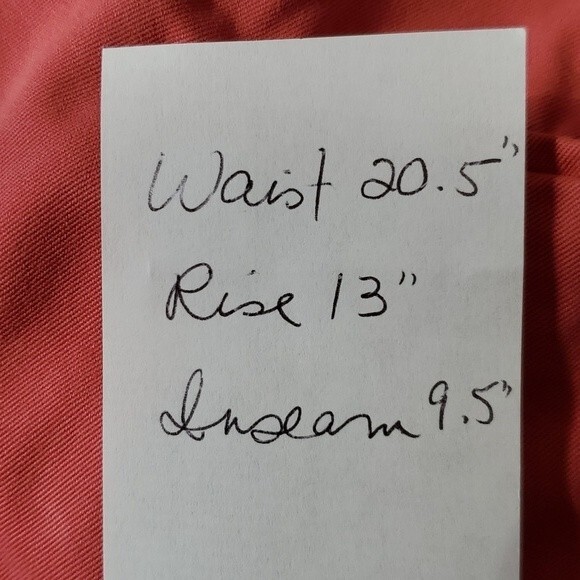 Waist 20.5"
Rise 13"
Inseam 9.5"